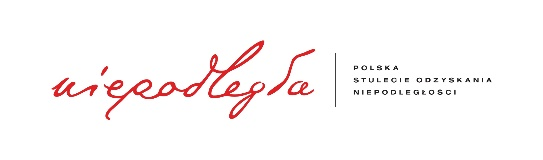 niepodległa
POLSKA
STULECIE ODZYSKANIA
NIEPODLEGŁOŚCI